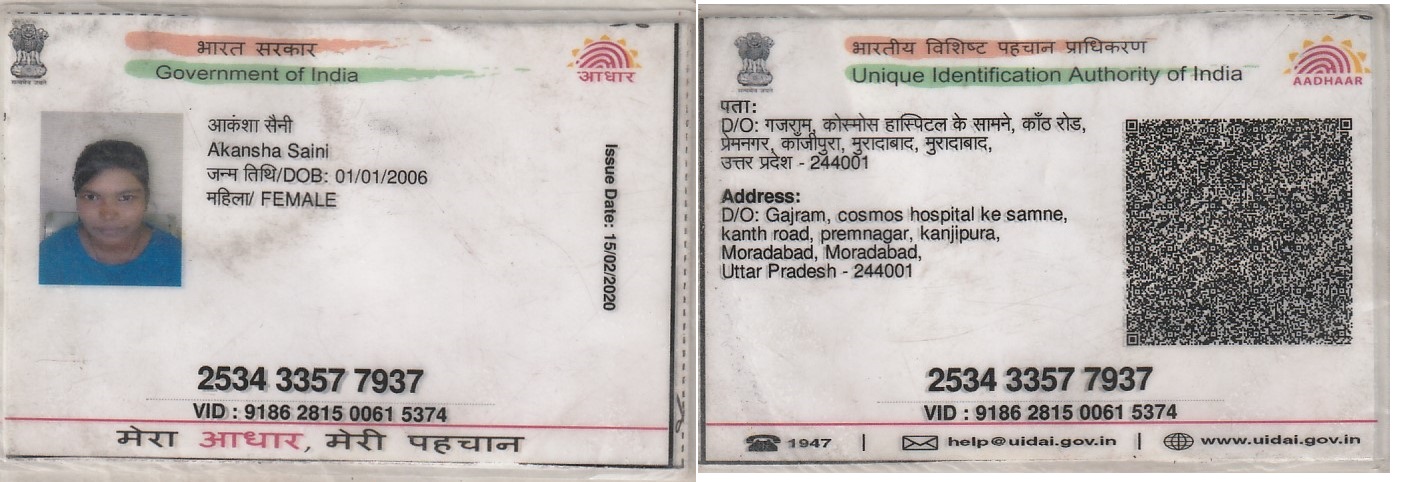 भारत सरकार
Government of India
आधार
आकंशा सैनी
Akansha Saini
जन्म तिथि/DOB: 01/01/2006
महिला/ FEMALE
Issue Date: 15/02/2020
2534 3357 7937
VID : 9186 2815 0061 5374
मेरा आधार, मेरी पहचान
भारतीय विशिष्ट पहचान प्राधिकरण
Unique Identification Authority of India
AADHAAR
पता:
D/O: गजराम, कोस्मोस हास्पिटल के सामने, काँठ रोड,
प्रेमनगर, कांजीपुरा, मुरादाबाद, मुरादाबाद,
उत्तर प्रदेश - 244001
Address:
D/O: Gajram, cosmos hospital ke samne,
kanth road, premnagar, kanjipura,
Moradabad, Moradabad,
Uttar Pradesh - 244001
2534 3357 7937
VID : 9186 2815 0061 5374
1947 | help@uidai.gov.in | www.uidai.gov.in